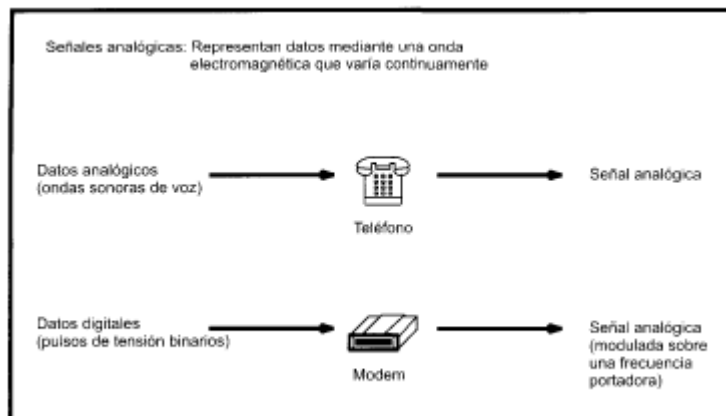 Señales analógicas: Representan datos mediante una onda
electromagnética que varía continuamente
Datos analógicos
(ondas sonoras de voz)
Teléfono
Señal analógica
Datos digitales
(pulsos de tensión binarios)
Modem
Señal analógica
(modulada sobre
una frecuencia
portadora)